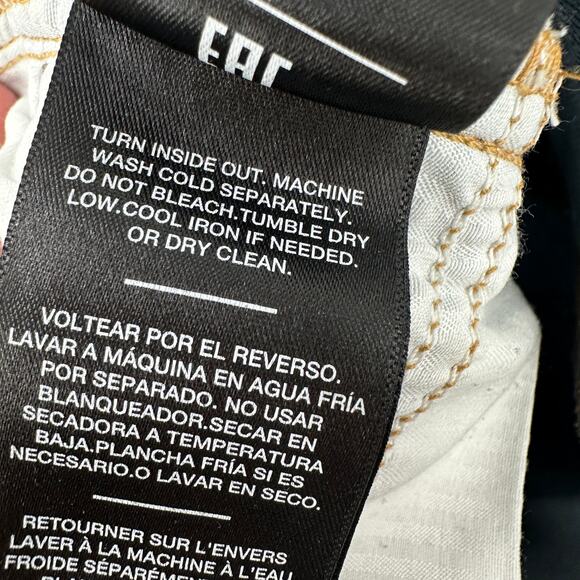 EAC
TURN INSIDE OUT. MACHINE
WASH COLD SEPARATELY.
DO NOT BLEACH.TUMBLE DRY
LOW.COOL IRON IF NEEDED.
OR DRY CLEAN.
VOLTEAR POR EL REVERSO.
LAVAR A MÁQUINA EN AGUA FRÍA
POR SEPARADO. NO USAR
BLANQUEADOR.SECAR EN
SECADORA A TEMPERATURA
BAJA.PLANCHA FRÍA SI ES
NECESARIO.O LAVAR EN SECO.
RETOURNER SUR L'ENVERS
LAVER À LA MACHINE À L'EAU
FROIDE SÉPARÉMENT